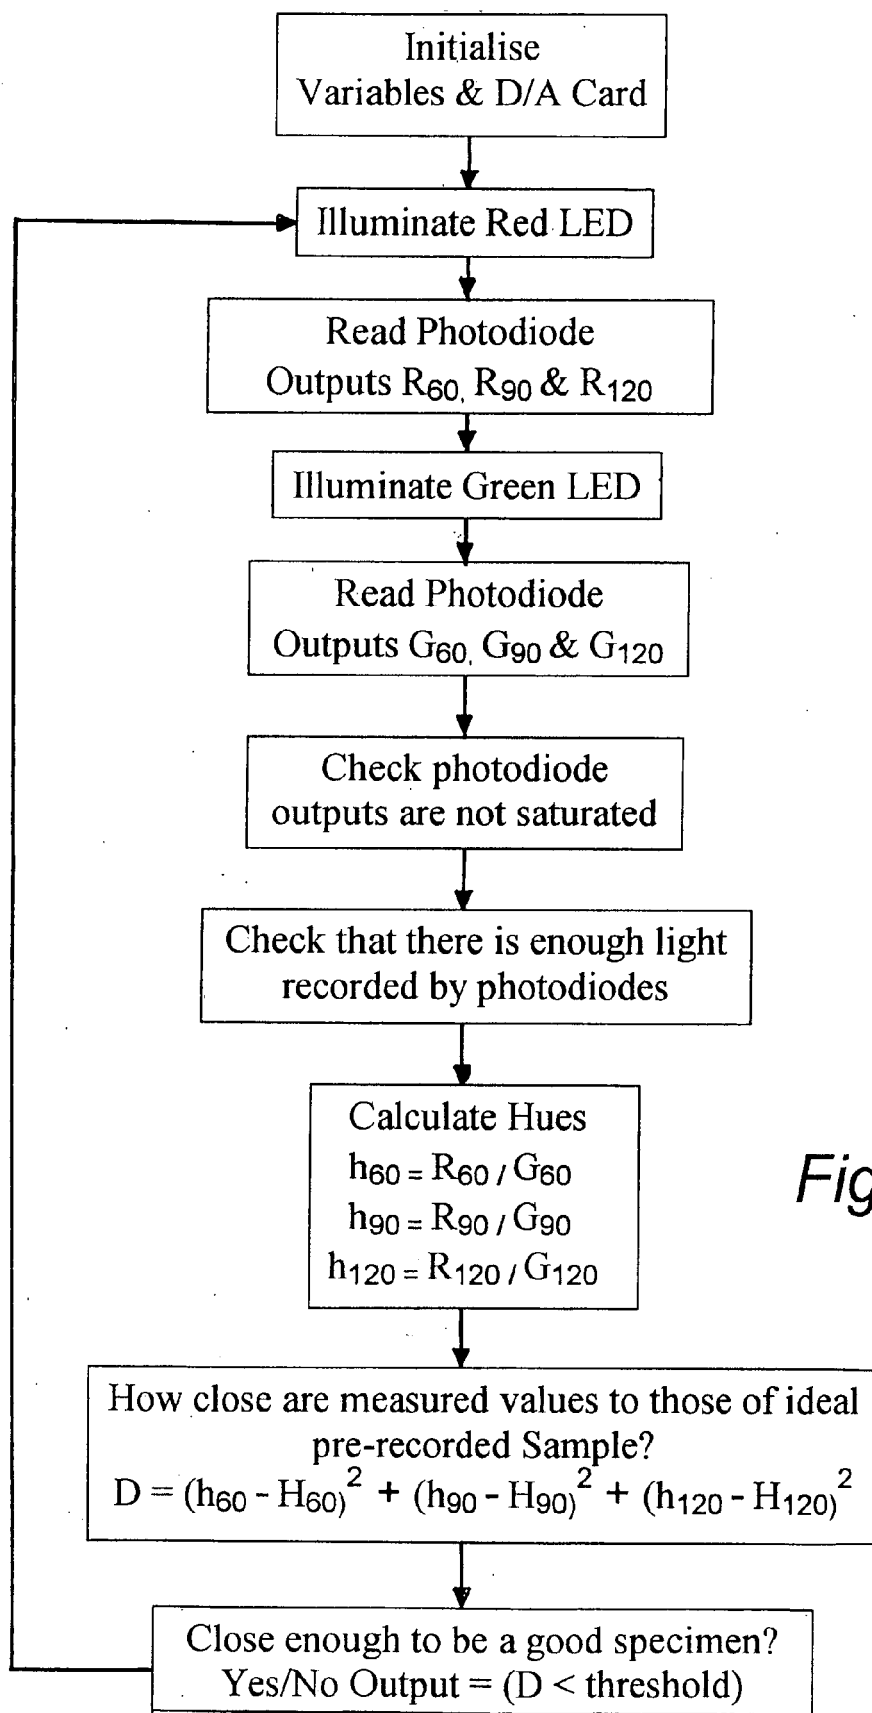 Initialise
Variables & D/A Card
Illuminate Red LED
Read Photodiode
Outputs R60, R90 & R120
Illuminate Green LED
Read Photodiode
Outputs G60, G90 & G120
Check photodiode
outputs are not saturated
Check that there is enough light
recorded by photodiodes
Calculate Hues
h60 = R60 / G60
h90 = R90 / G90
h120 = R120 / G120
Fig
How close are measured values to those of ideal
pre-recorded Sample?
D = (h60 - H60)² + (h90 - H90)² + (h120 - H120)²
Close enough to be a good specimen?
Yes/No Output = (D < threshold)